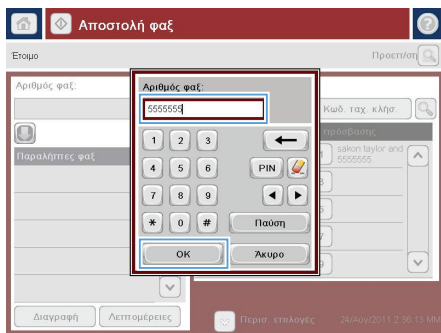 Αποστολή φαξ
Έτοιμο
Προεπ/ση
Αριθμός φαξ:
Αριθμός φαξ:
5555555
Κωδ. ταχ. κλήσ.
πρόσβασης
Παραλήπτες φαξ
sakon taylor and
5555555
1 2 3
4 5 6 PIN
7 8 9
* 0 # Παύση
OK Άκυρο
Διαγραφή Λεπτομέρειες
Περισ. επιλογές
24/Αυγ/2011 2:36:13 ΜΜ